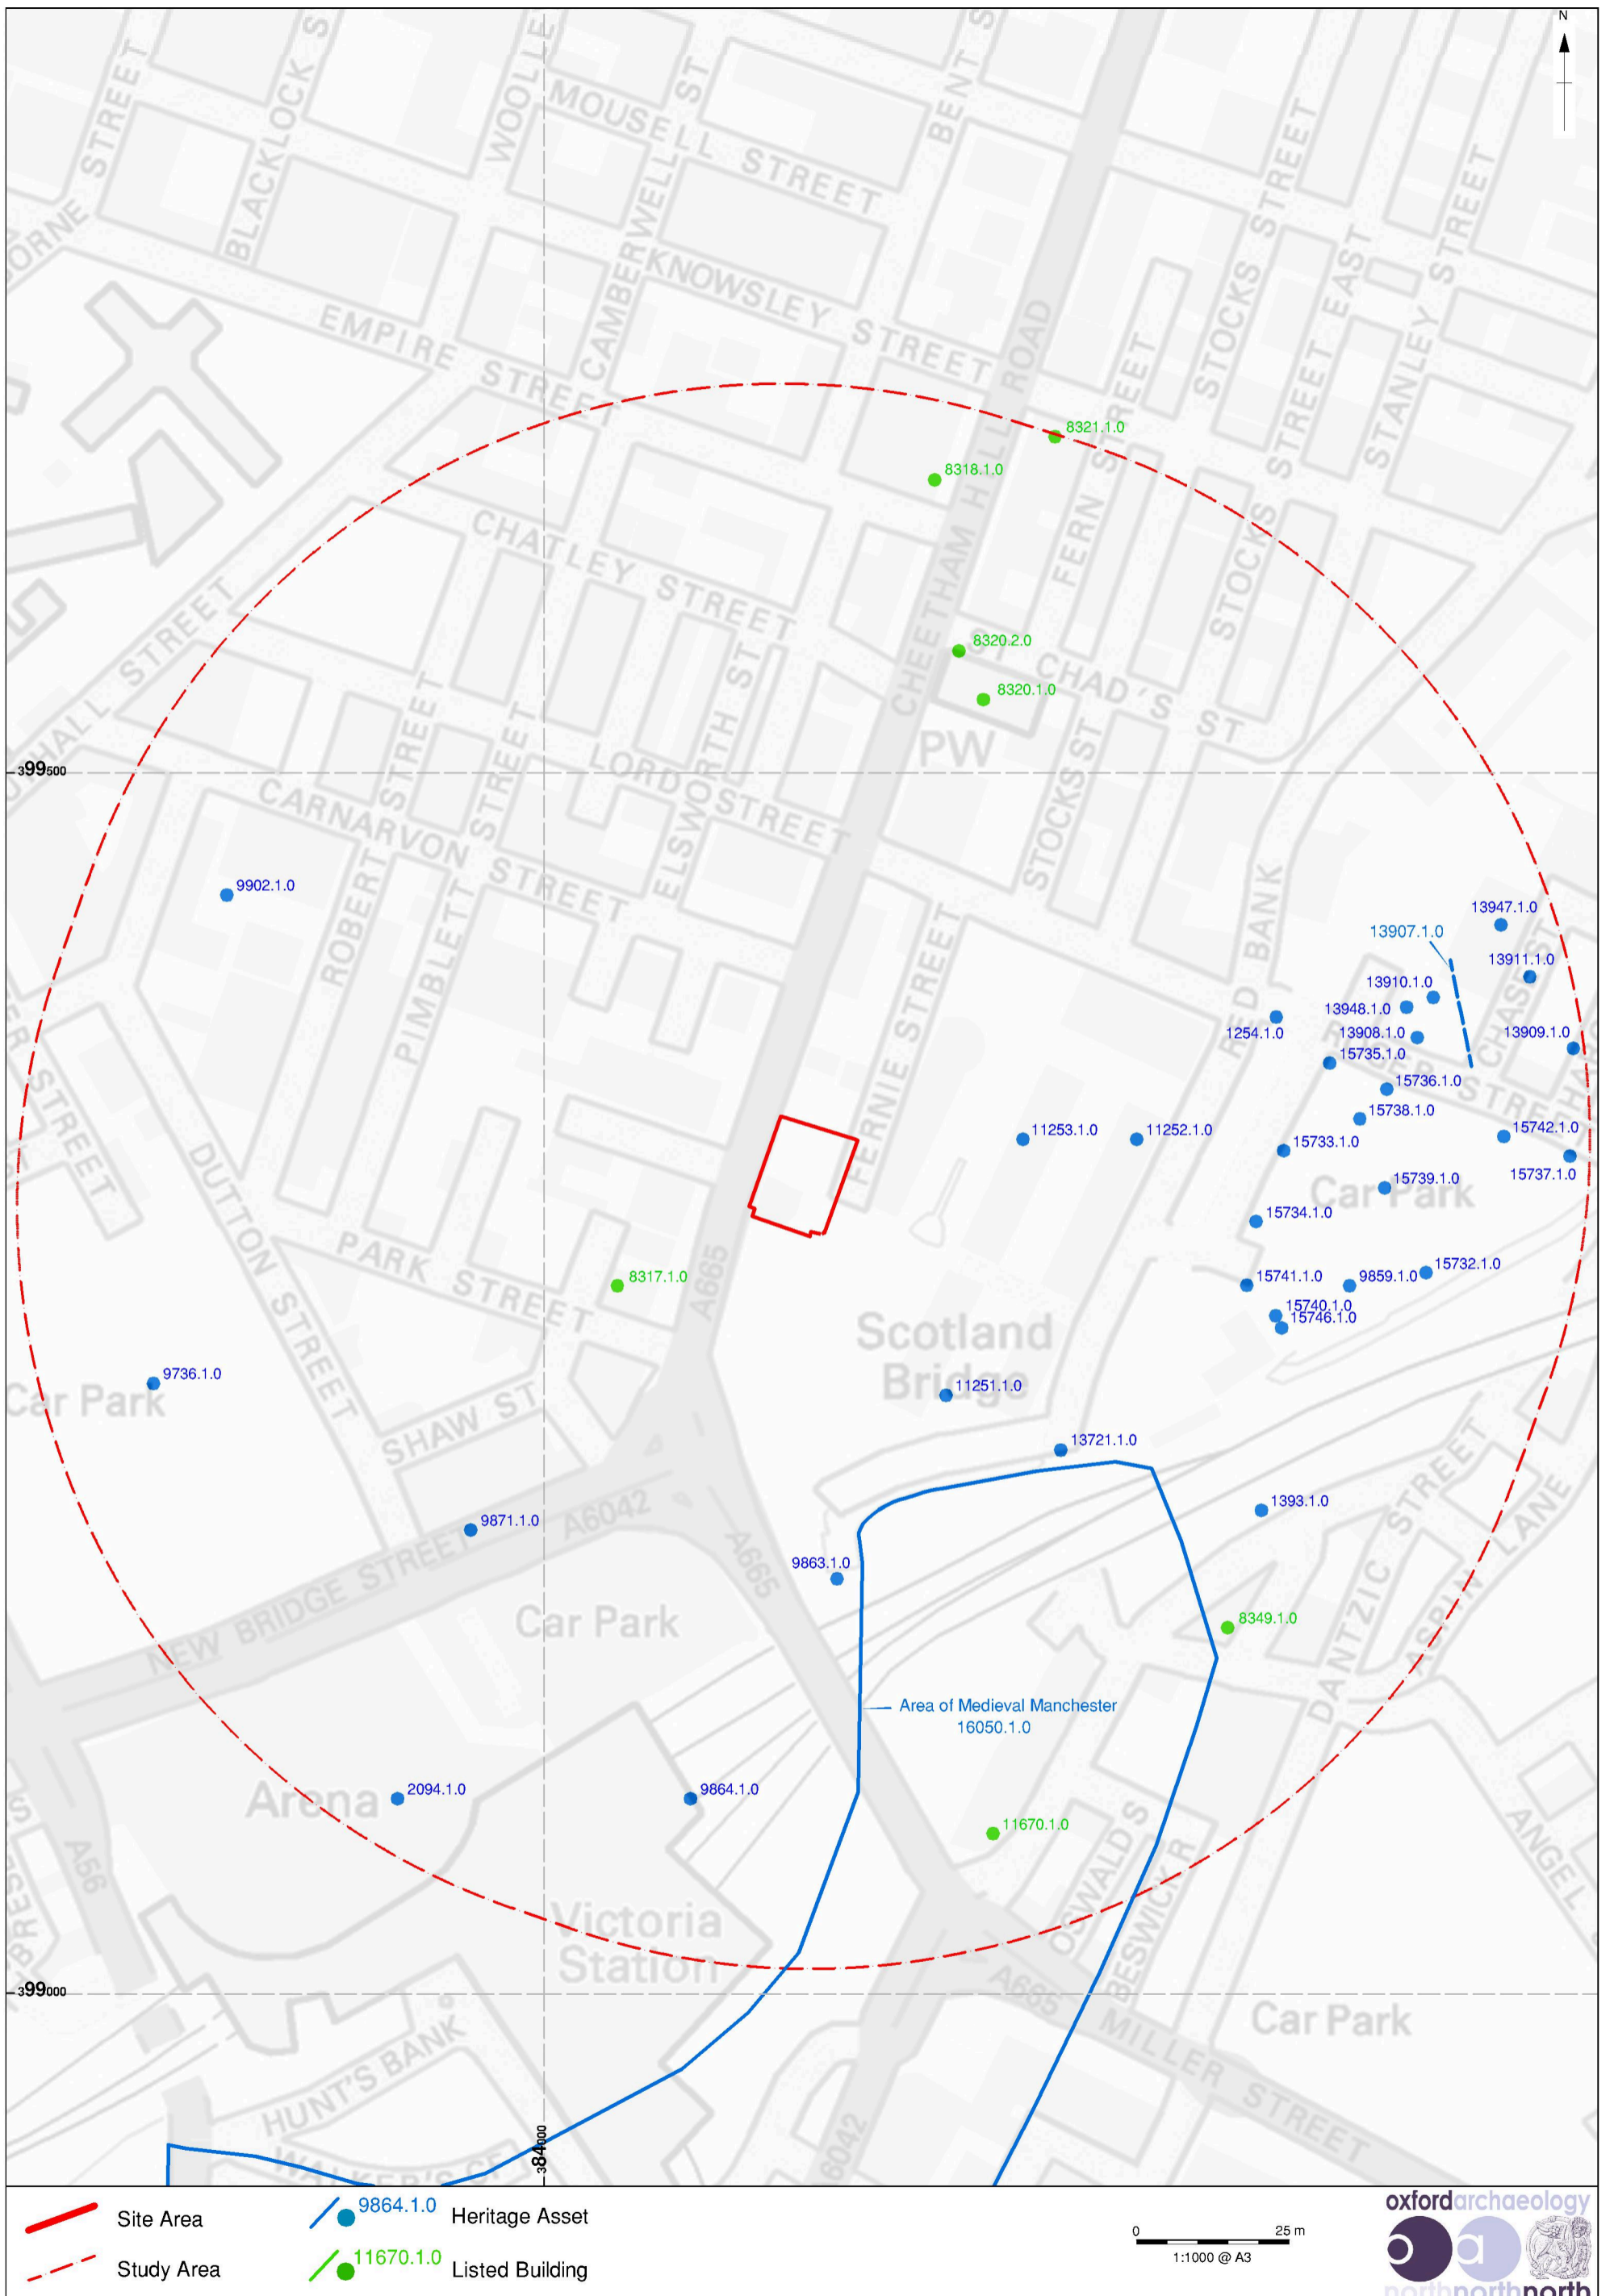 N
STREET
BLACKLOCK S
WOOLLE
MOUSELL STREET
BENT S
CAMBERWELL ST
KNOWSLEY STREET
STOCKS STREET
STANLEY STREET
STOCKS STREET EAST
EMPIRE STREET
CHEETHAM HILL ROAD
FERN STREET
8321.1.0
8318.1.0
CHATLEY STREET
8320.2.0
ST CHAD'S ST
8320.1.0
PW
399500
LORD STREET
ELSWORTH ST
CARNARVON STREET
ROBERT STREET
PIMBLETT STREET
STOCKS ST
RED BANK
9902.1.0
13947.1.0
13907.1.0
13911.1.0
13910.1.0
13948.1.0
1254.1.0
13908.1.0
13909.1.0
15735.1.0
15736.1.0
15738.1.0
FERNIE STREET
11253.1.0
11252.1.0
15733.1.0
15742.1.0
15737.1.0
15739.1.0
Car Park
15734.1.0
DUTTON STREET
PARK STREET
8317.1.0
A665
15741.1.0
9859.1.0
15732.1.0
15740.1.0
15746.1.0
Scotland
Bridge
9736.1.0
Car Park
11251.1.0
SHAW ST
13721.1.0
9871.1.0
A6042
NEW BRIDGE STREET
A665
1393.1.0
DANTZIC STREET
ASPIN LANE
9863.1.0
Car Park
8349.1.0
Area of Medieval Manchester
16050.1.0
Arena
2094.1.0
9864.1.0
11670.1.0
A56
OSWALD S
BESWICK R
ANGEL S
Victoria
Station
399000
A665
MILLER STREET
Car Park
HUNT'S BANK
WALKER'S CF
384000
6042
Site Area
9864.1.0
Heritage Asset
Study Area
11670.1.0
Listed Building
0 25 m
1:1000 @ A3
oxfordarchaeology
oa
northnorthnorth